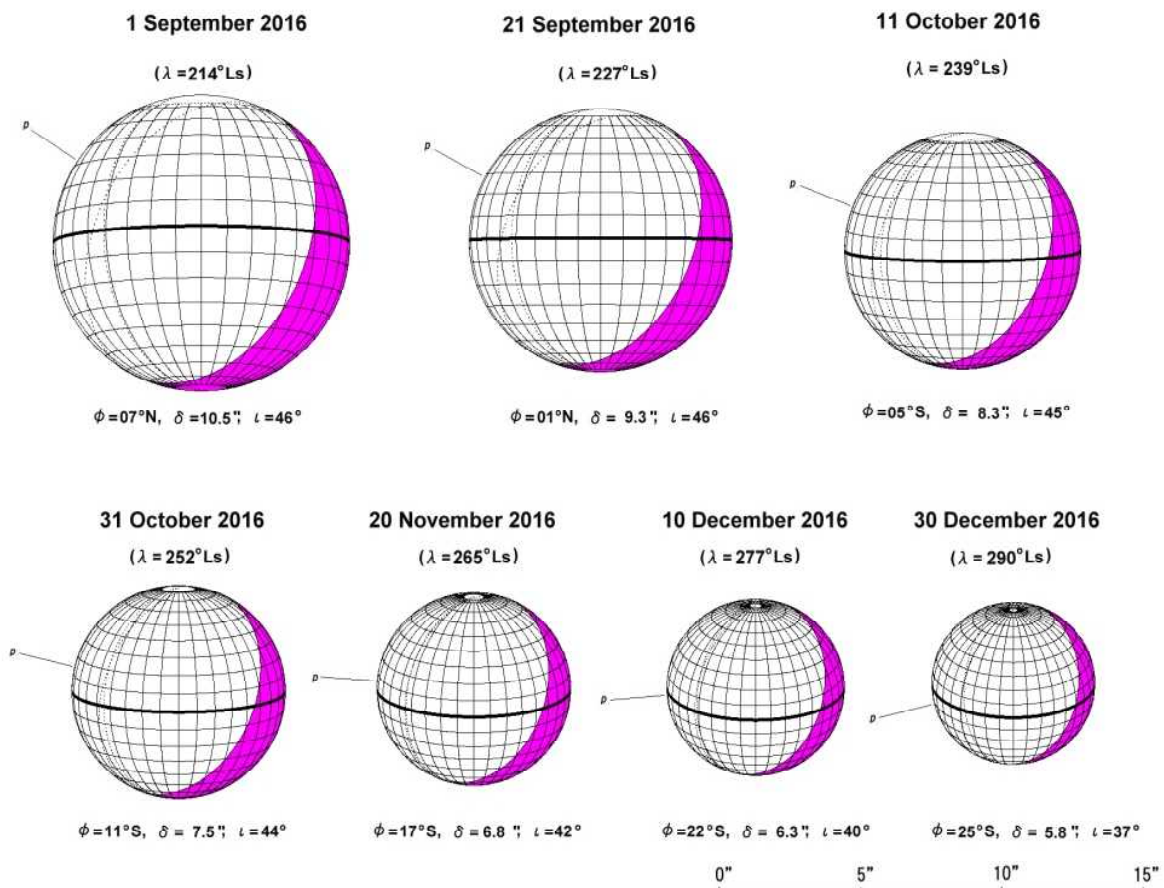 1 September 2016
(λ = 214°Ls)
p
φ=07°N, δ =10.5"; ι=46°
21 September 2016
(λ = 227°Ls)
p
φ=01°N, δ = 9.3"; ι=46°
11 October 2016
(λ = 239°Ls)
p
φ=05°S, δ = 8.3"; ι=45°
31 October 2016
(λ = 252°Ls)
p
φ=11°S, δ = 7.5"; ι=44°
20 November 2016
(λ = 265°Ls)
p
φ=17°S, δ = 6.8 "; ι=42°
10 December 2016
(λ = 277°Ls)
p
φ=22°S, δ = 6.3"; ι=40°
30 December 2016
(λ = 290°Ls)
p
φ=25°S, δ = 5.8"; ι=37°
0" 5" 10" 15"